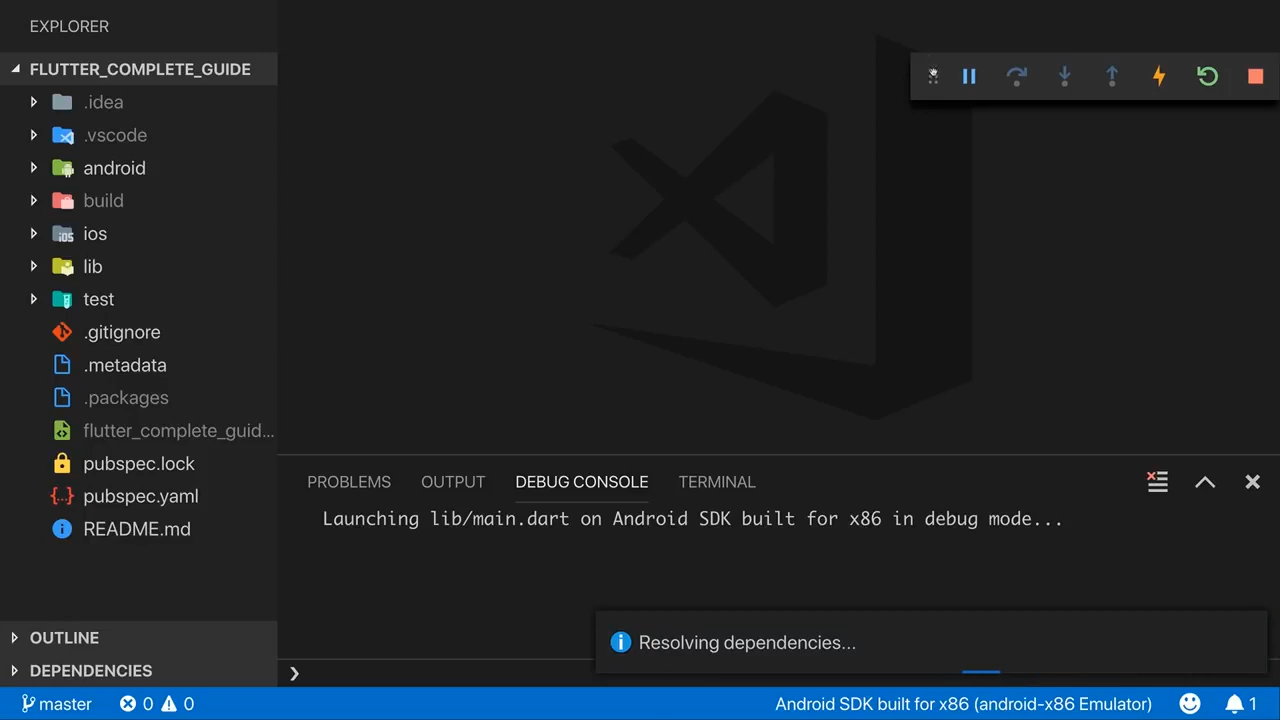 EXPLORER
FLUTTER_COMPLETE_GUIDE
.idea
.vscode
android
build
ios
lib
test
.gitignore
.metadata
.packages
flutter_complete_guid...
pubspec.lock
pubspec.yaml
README.md
OUTLINE
DEPENDENCIES
PROBLEMS OUTPUT DEBUG CONSOLE TERMINAL
Launching lib/main.dart on Android SDK built for x86 in debug mode...
Resolving dependencies...
master 0 0 Android SDK built for x86 (android-x86 Emulator) 1